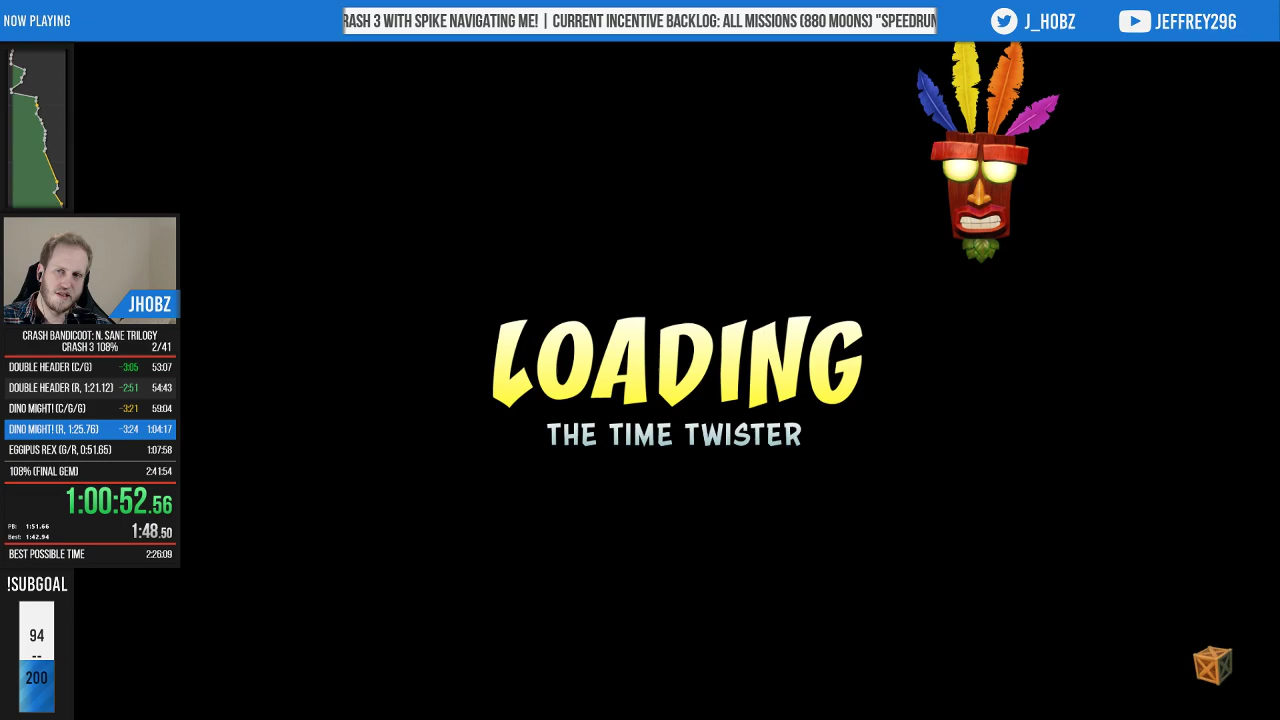 NOW PLAYING
RASH 3 WITH SPIKE NAVIGATING ME! | CURRENT INCENTIVE BACKLOG: ALL MISSIONS (880 MOONS) "SPEEDRUN
J_HOBZ
JEFFREY296
LOADING
THE TIME TWISTER
JHOBZ
CRASH BANDICOOT: N. SANE TRILOGY
CRASH 3 108% 2/41
DOUBLE HEADER (C/G) -3:05 53:07
DOUBLE HEADER (R, 1:21.12) -2:51 54:43
DINO MIGHT! (C/G/G) -3:21 59:04
DINO MIGHT! (R, 1:25.76) -3:24 1:04:17
EGGIPUS REX (G/R, 0:51.65) 1:07:58
108% (FINAL GEM) 2:41:54
1:00:52.56
PB: 1:51.66 1:48.50
Best: 1:42.94
BEST POSSIBLE TIME 2:26:09
!SUBGOAL
94
--
200